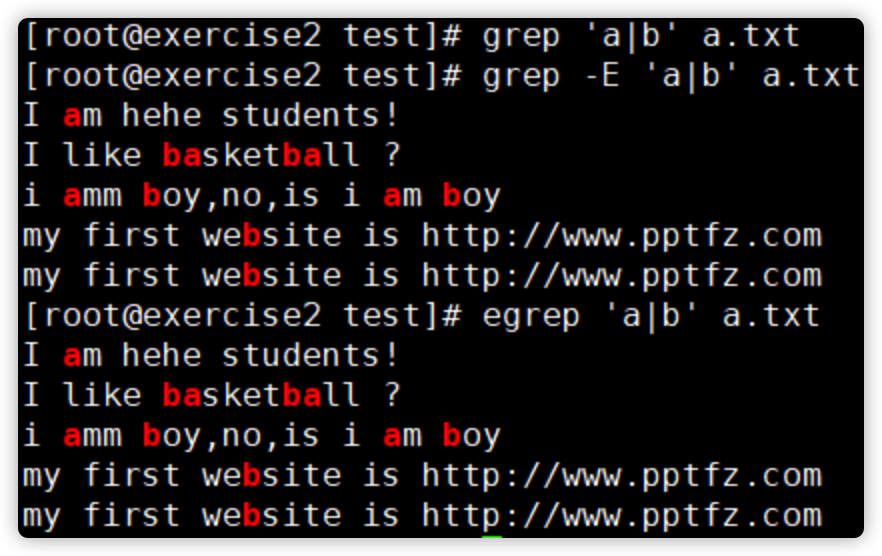 [root@exercise2 test]# grep 'a|b' a.txt
[root@exercise2 test]# grep -E 'a|b' a.txt
I am hehe students!
I like basketball ?
i amm boy,no,is i am boy
my first website is http://www.pptfz.com
my first website is http://www.pptfz.com
[root@exercise2 test]# egrep 'a|b' a.txt
I am hehe students!
I like basketball ?
i amm boy,no,is i am boy
my first website is http://www.pptfz.com
my first website is http://www.pptfz.com